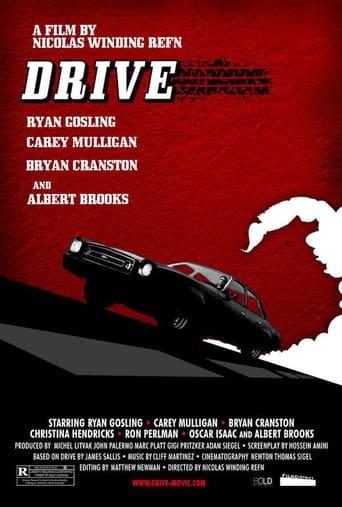 A FILM BY
NICOLAS WINDING REFN
DRIVE
RYAN GOSLING
CAREY MULLIGAN
BRYAN CRANSTON
AND
ALBERT BROOKS
STARRING RYAN GOSLING • CAREY MULLIGAN • BRYAN CRANSTON
CHRISTINA HENDRICKS • RON PERLMAN • OSCAR ISAAC AND ALBERT BROOKS
PRODUCED BY MICHEL LITVAK JOHN PALERMO MARC PLATT GIGI PRITZKER ADAM SIEGEL • SCREENPLAY BY HOSSEIN AMINI
BASED ON DRIVE BY JAMES SALLIS • MUSIC BY CLIFF MARTINEZ • CINEMATOGRAPHY NEWTON THOMAS SIGEL
EDITING BY MATTHEW NEWMAN • DIRECTED BY NICOLAS WINDING REFN
R
WWW.DRIVE-MOVIE.COM
BOLD
FILMDISTRICT